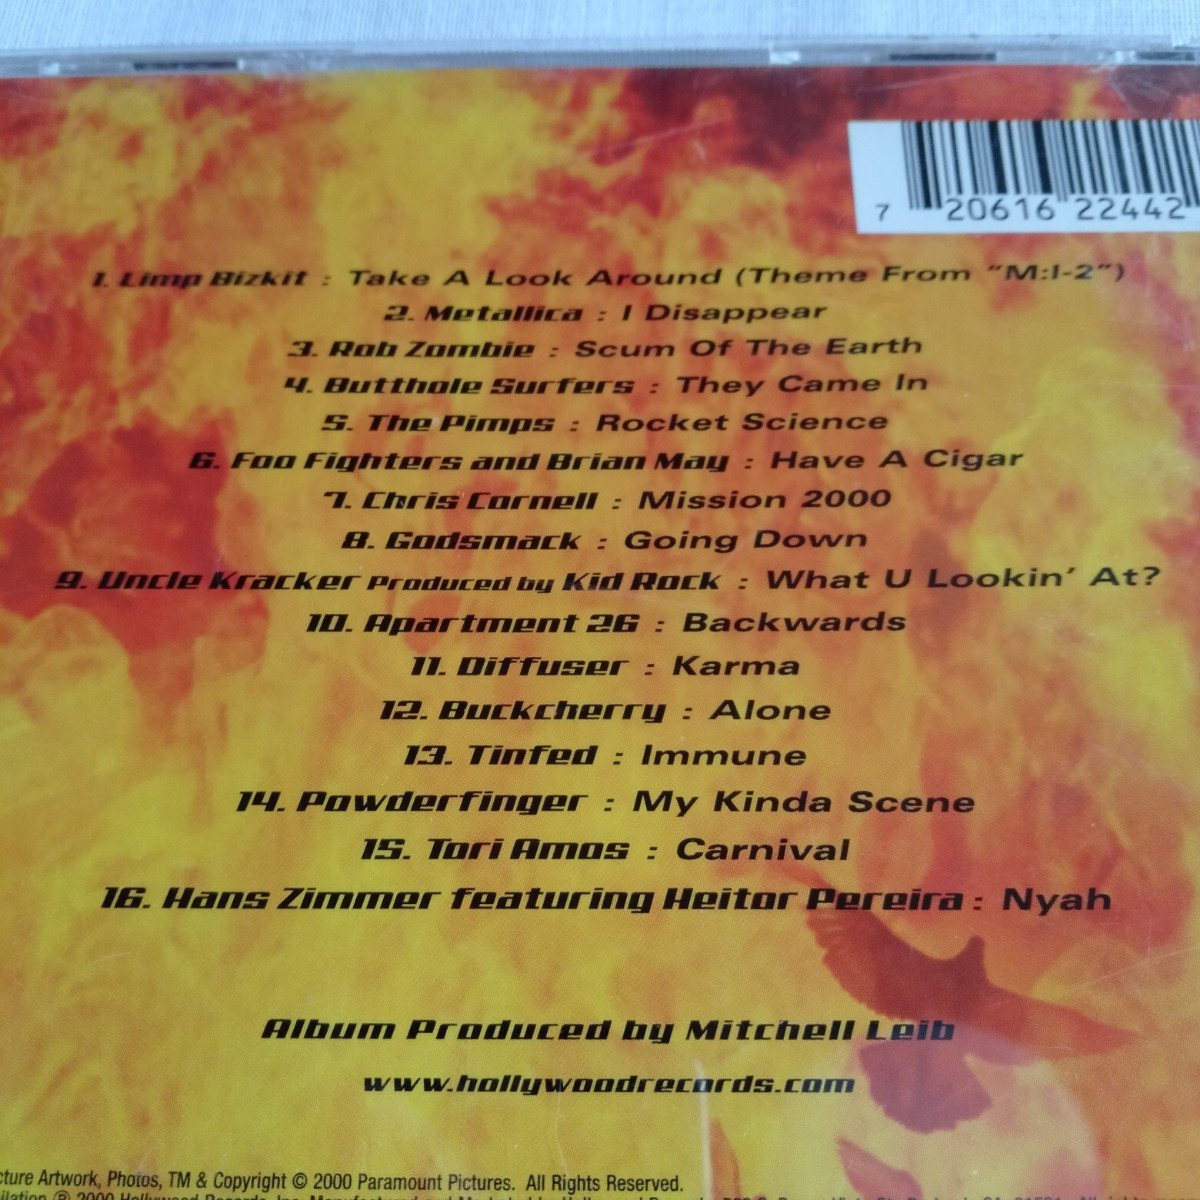 7 20616 22442
1. Limp Bizkit : Take A Look Around (Theme From "M:I-2")
2. Metallica : I Disappear
3. Rob Zombie : Scum Of The Earth
4. Butthole Surfers : They Came In
5. The Pimps : Rocket Science
6. Foo Fighters and Brian May : Have A Cigar
7. Chris Cornell : Mission 2000
8. Godsmack : Going Down
9. Uncle Kracker Produced by Kid Rock : What U Lookin' At?
10. Apartment 26 : Backwards
11. Diffuser : Karma
12. Buckcherry : Alone
13. Tinfed : Immune
14. Powderfinger : My Kinda Scene
15. Tori Amos : Carnival
16. Hans Zimmer featuring Heitor Pereira : Nyah
Album Produced by Mitchell Leib
www.hollywoodrecords.com
cture Artwork, Photos, TM & Copyright © 2000 Paramount Pictures. All Rights Reserved.
℗ 2000 Hollywood Records, Inc.